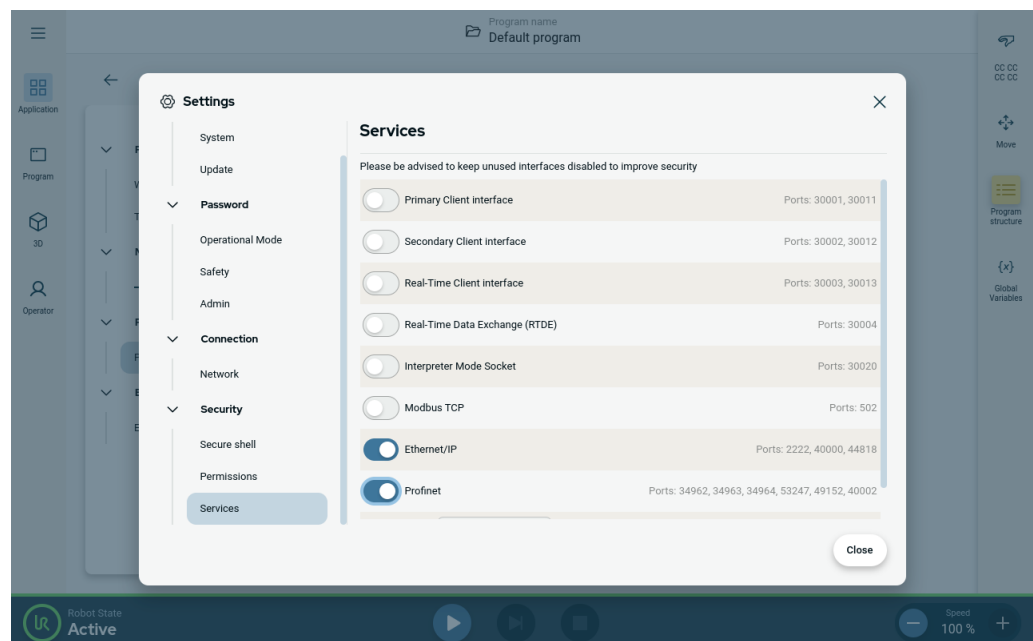 Program name
Default program
Application
Program
3D
Operator
Settings
System
Update
Password
Operational Mode
Safety
Admin
Connection
Network
Security
Secure shell
Permissions
Services
Services
Please be advised to keep unused interfaces disabled to improve security
Primary Client interface Ports: 30001, 30011
Secondary Client interface Ports: 30002, 30012
Real-Time Client interface Ports: 30003, 30013
Real-Time Data Exchange (RTDE) Ports: 30004
Interpreter Mode Socket Ports: 30020
Modbus TCP Ports: 502
Ethernet/IP Ports: 2222, 40000, 44818
Profinet Ports: 34962, 34963, 34964, 53247, 49152, 40002
Close
CC CC
CC CC
Move
Program
structure
{x}
Global
Variables
UR
Robot State
Active
Speed
100 %